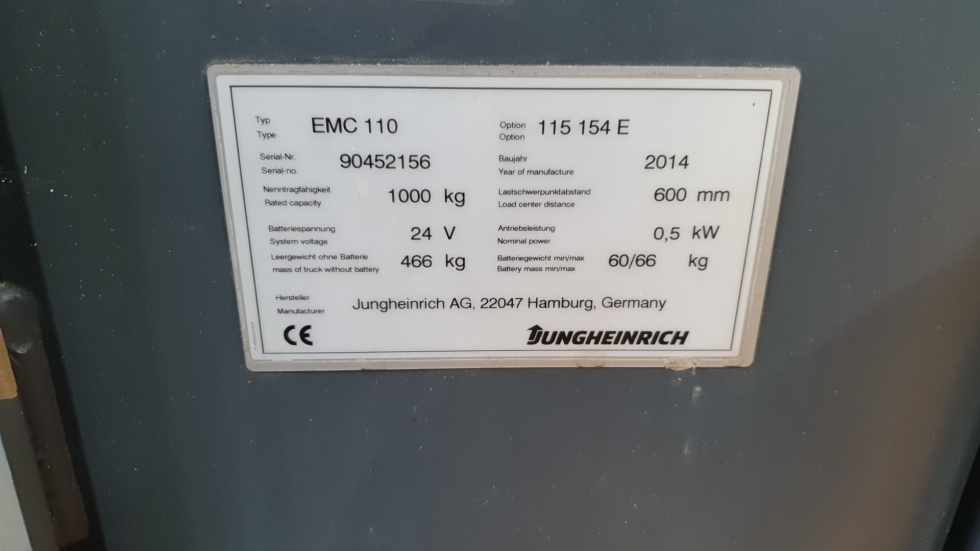 Typ
Type
EMC 110
Option
Option
115 154 E
Serial-Nr.
Serial-no.
90452156
Baujahr
Year of manufacture
2014
Nenntragfähigkeit
Rated capacity
1000 kg
Lastschwerpunktabstand
Load center distance
600 mm
Batteriespannung
System voltage
24 V
Antriebsleistung
Nominal power
0,5 kW
Leergewicht ohne Batterie
mass of truck without battery
466 kg
Batteriegewicht min/max
Battery mass min/max
60/66 kg
Hersteller
Manufacturer
Jungheinrich AG, 22047 Hamburg, Germany
CE
JUNGHEINRICH